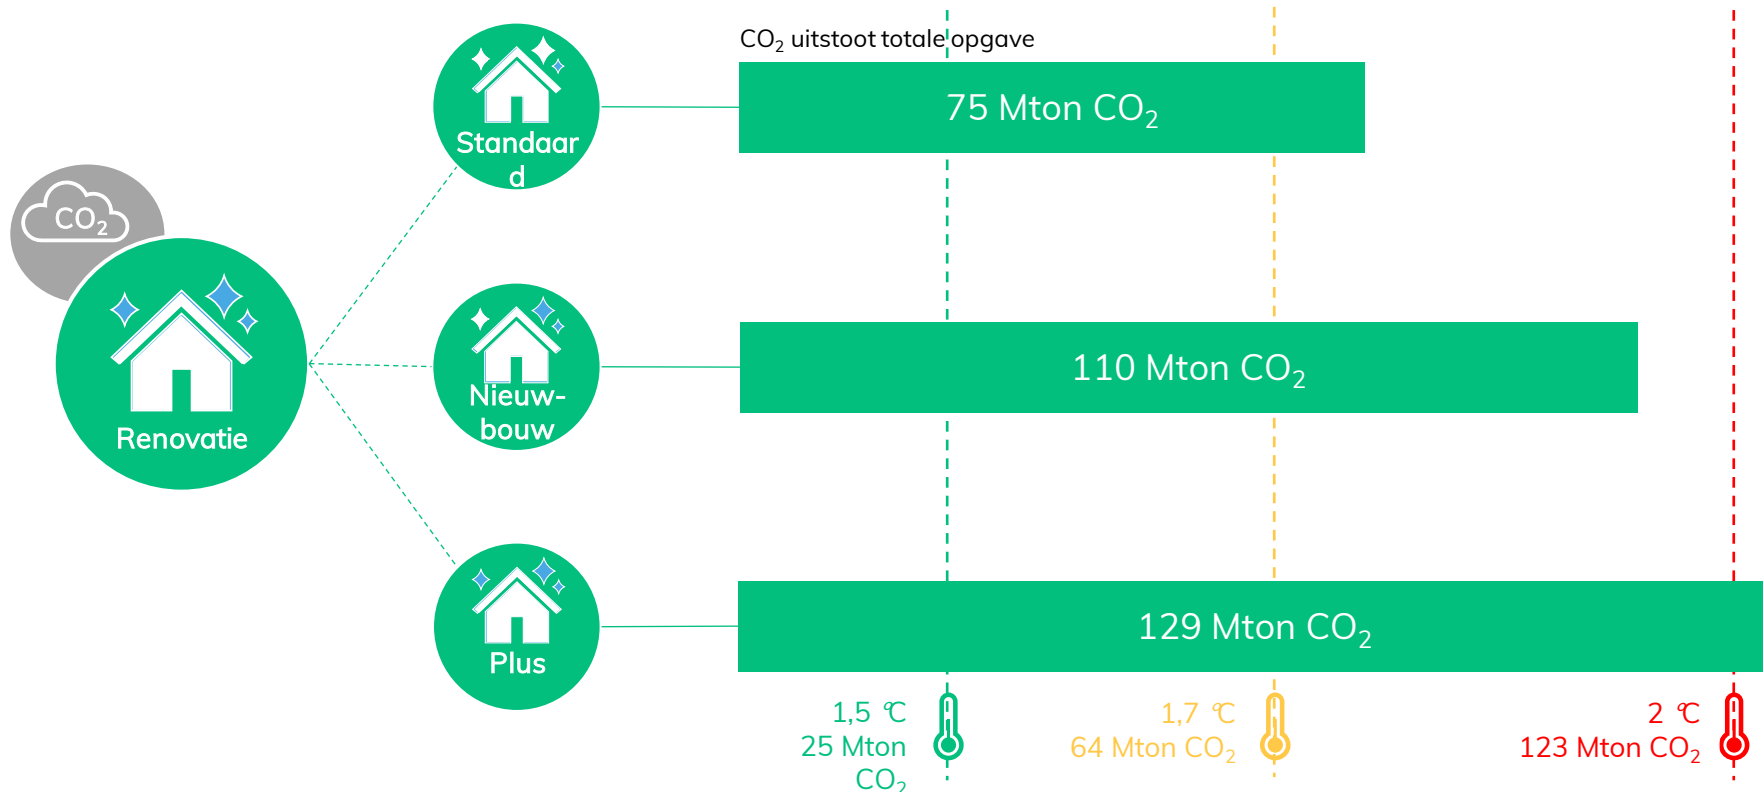 CO₂ uitstoot totale opgave
75 Mton CO₂
Standaar
d
CO₂
Renovatie
Nieuw-
bouw
110 Mton CO₂
Plus
129 Mton CO₂
1,5 °C
25 Mton
CO₂
1,7 °C
64 Mton CO₂
2 °C
123 Mton CO₂